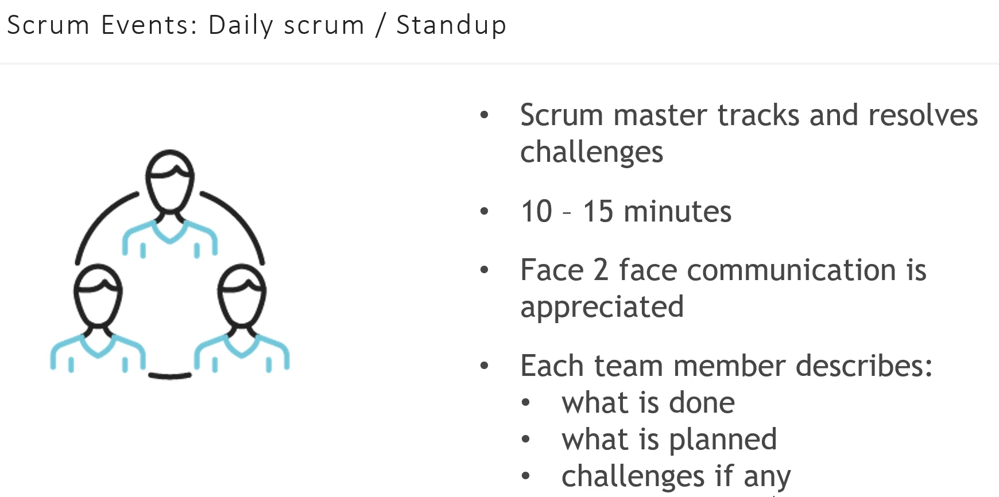 Scrum Events: Daily scrum / Standup
• Scrum master tracks and resolves
challenges
• 10 – 15 minutes
• Face 2 face communication is
appreciated
• Each team member describes:
• what is done
• what is planned
• challenges if any